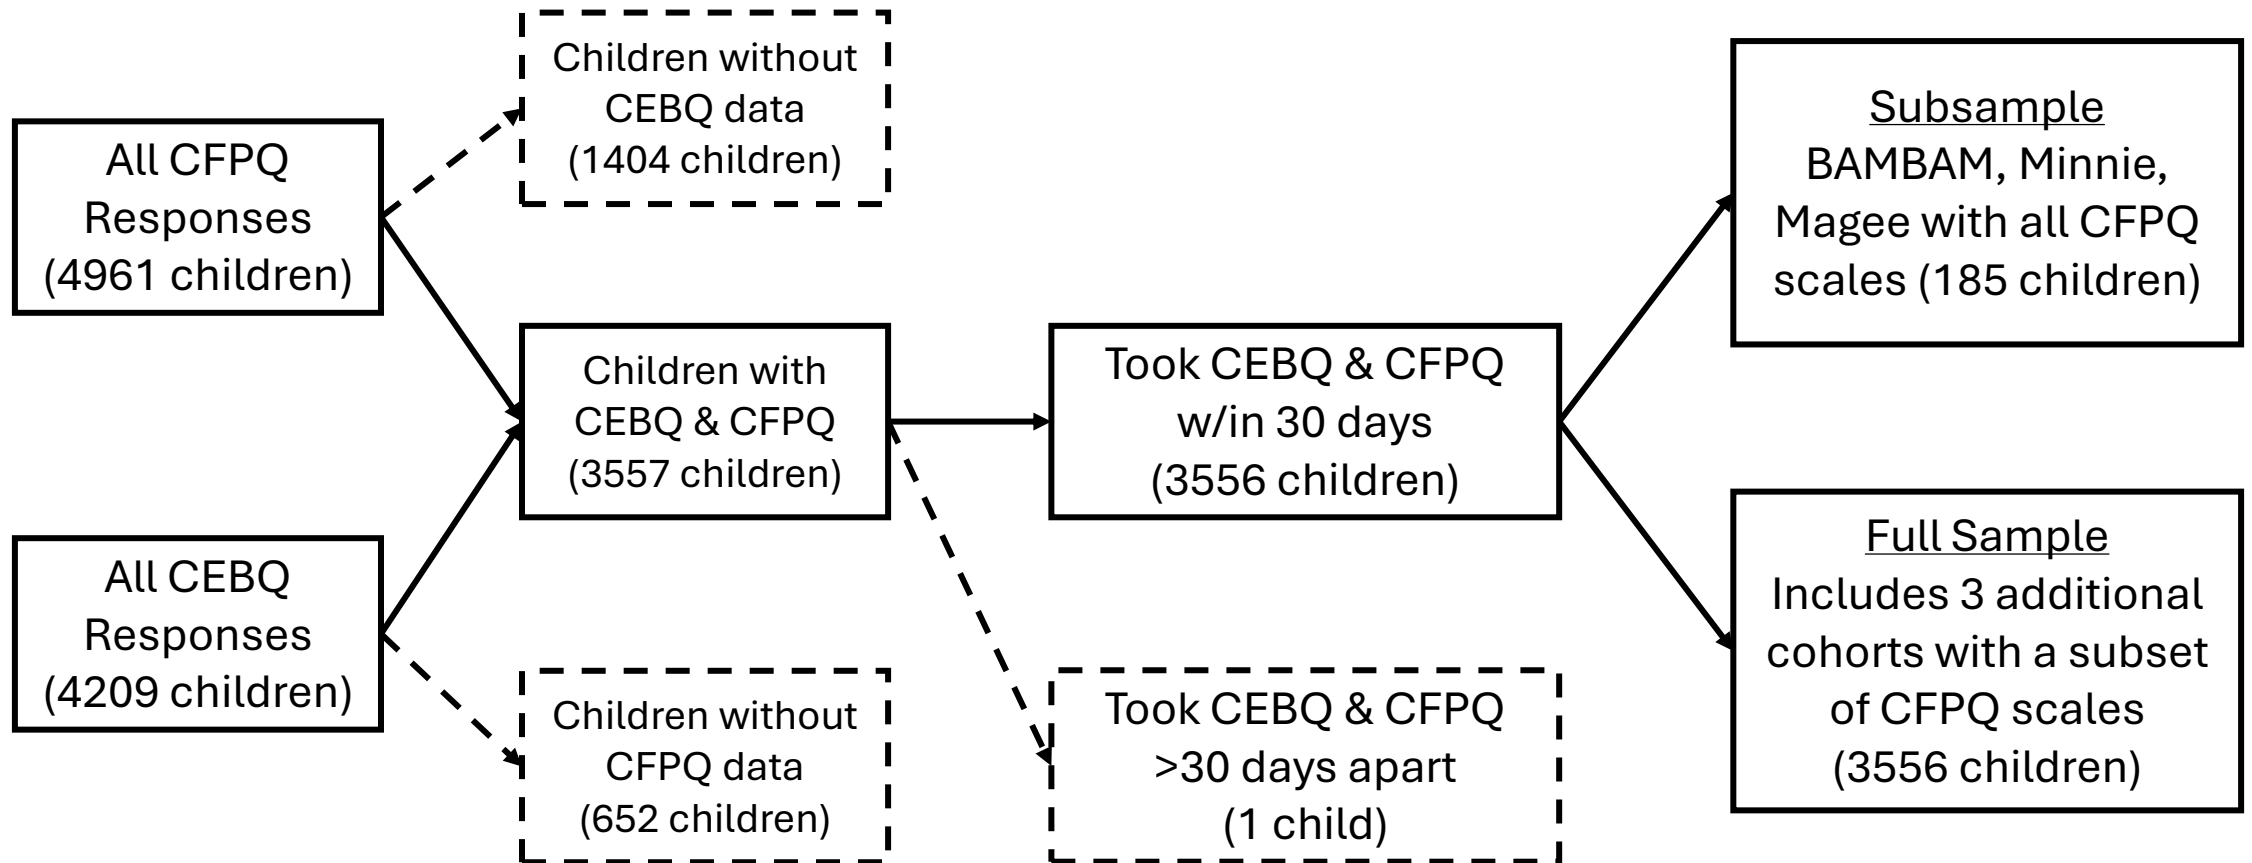 All CFPQ
Responses
(4961 children)
All CEBQ
Responses
(4209 children)
Children without
CEBQ data
(1404 children)
Children with
CEBQ & CFPQ
(3557 children)
Children without
CFPQ data
(652 children)
Took CEBQ & CFPQ
w/in 30 days
(3556 children)
Took CEBQ & CFPQ
>30 days apart
(1 child)
Subsample
BAMBAM, Minnie,
Magee with all CFPQ
scales (185 children)
Full Sample
Includes 3 additional
cohorts with a subset
of CFPQ scales
(3556 children)